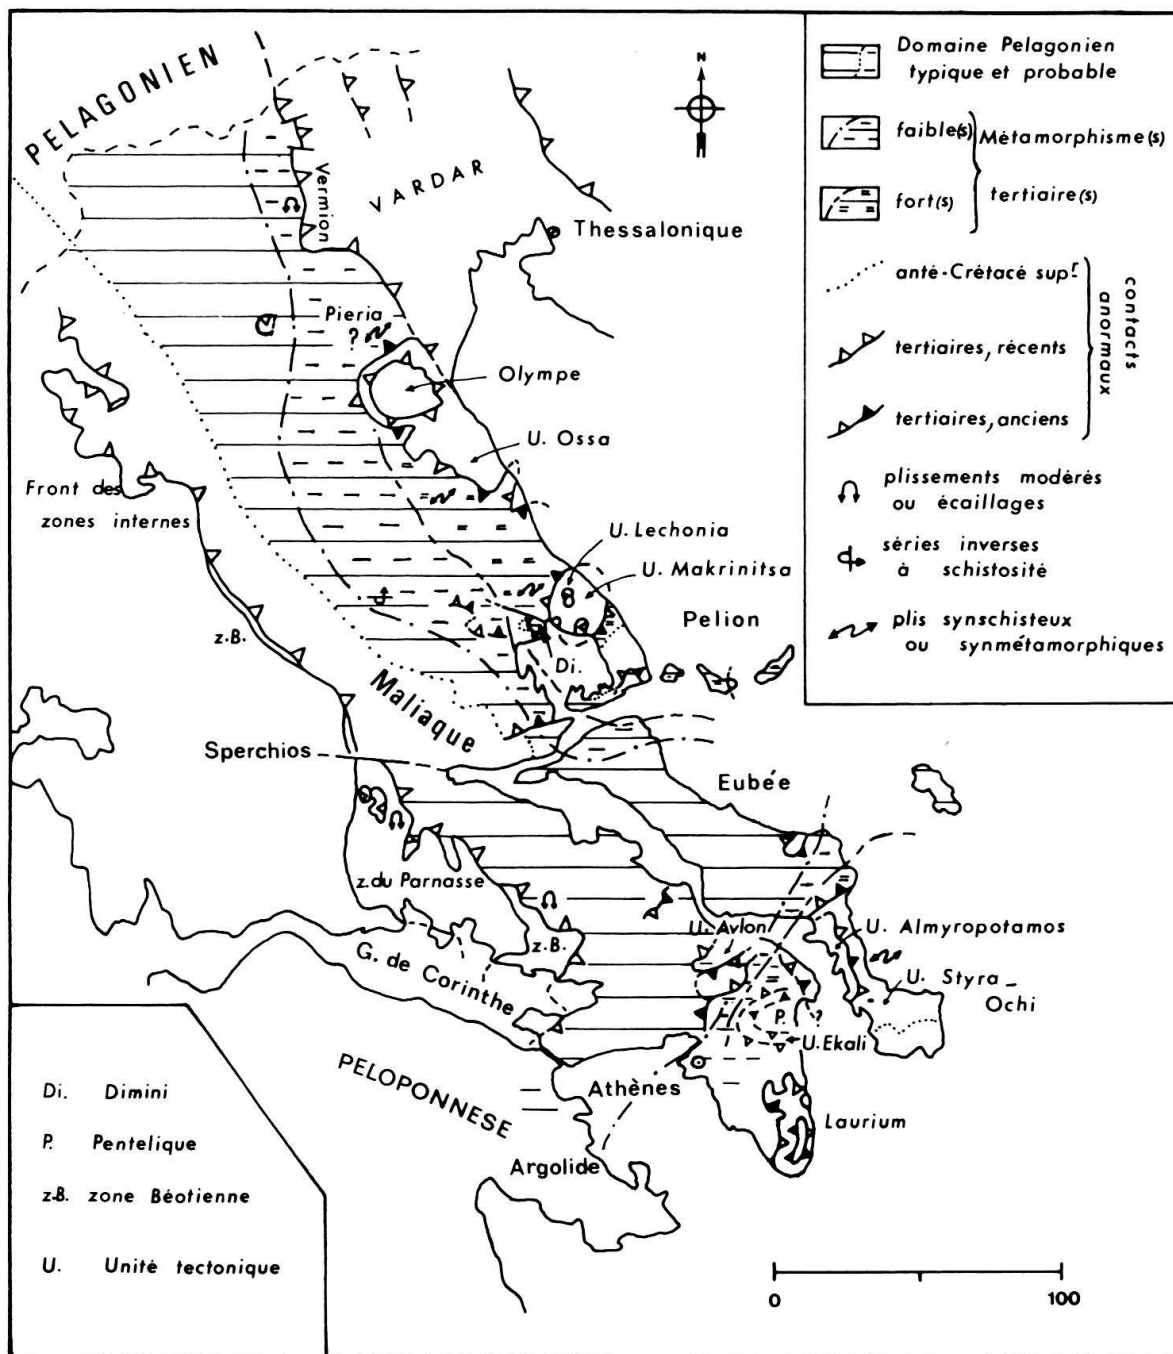 PELAGONIEN
N
Vermion
VARDAR
Thessalonique
Pieria
?
Olympe
U. Ossa
Front des
zones internes
U. Lechonia
U. Makrinitsa
Pelion
z.B.
Di.
Maliaque
Sperchios
Eubée
z.du Parnasse
U. Avlon
U. Almyropotamos
z.B.
G. de Corinthe
U. Styra_
Ochi
P.
?
U.Ekali
PELOPONNESE
Athènes
Laurium
Argolide
0
100
Domaine Pelagonien
typique et probable
faible(s)
Métamorphisme(s)
tertiaire(s)
fort(s)
anté-Crétacé supr
tertiaires, récents
tertiaires, anciens
contacts
anormaux
plissements modérés
ou écaillages
séries inverses
à schistosité
plis synschisteux
ou synmétamorphiques
Di. Dimini
P. Pentelique
z.B. zone Béotienne
U. Unité tectonique